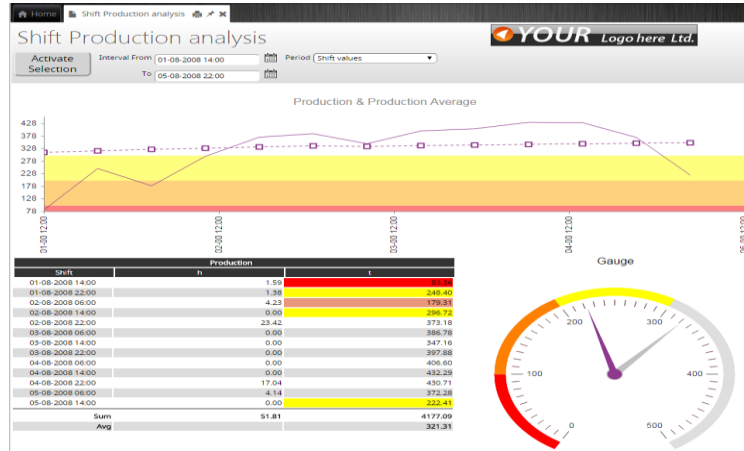 Home Shift Production analysis
Shift Production analysis
YOUR Logo here Ltd.
Activate Selection
Interval From 01-08-2008 14:00 Period Shift values
To 05-08-2008 22:00
Production & Production Average
428
378
328
278
228
178
128
78
02-00 12:00
03-00 12:00
04-00 12:00
Production
Shift h t
01-08-2008 14:00 1.59
01-08-2008 22:00 1.38 248.40
02-08-2008 06:00 4.23 179.31
02-08-2008 14:00 0.00 296.72
02-08-2008 22:00 23.42 373.18
03-08-2008 06:00 0.00 386.78
03-08-2008 14:00 0.00 347.16
03-08-2008 22:00 0.00 397.88
04-08-2008 06:00 0.00 406.60
04-08-2008 14:00 0.00 432.29
04-08-2008 22:00 17.04 430.71
05-08-2008 06:00 4.14 372.28
05-08-2008 14:00 0.00 222.41
Sum 51.81 4177.09
Avg 321.31
Gauge
200 300
100 400
0 500